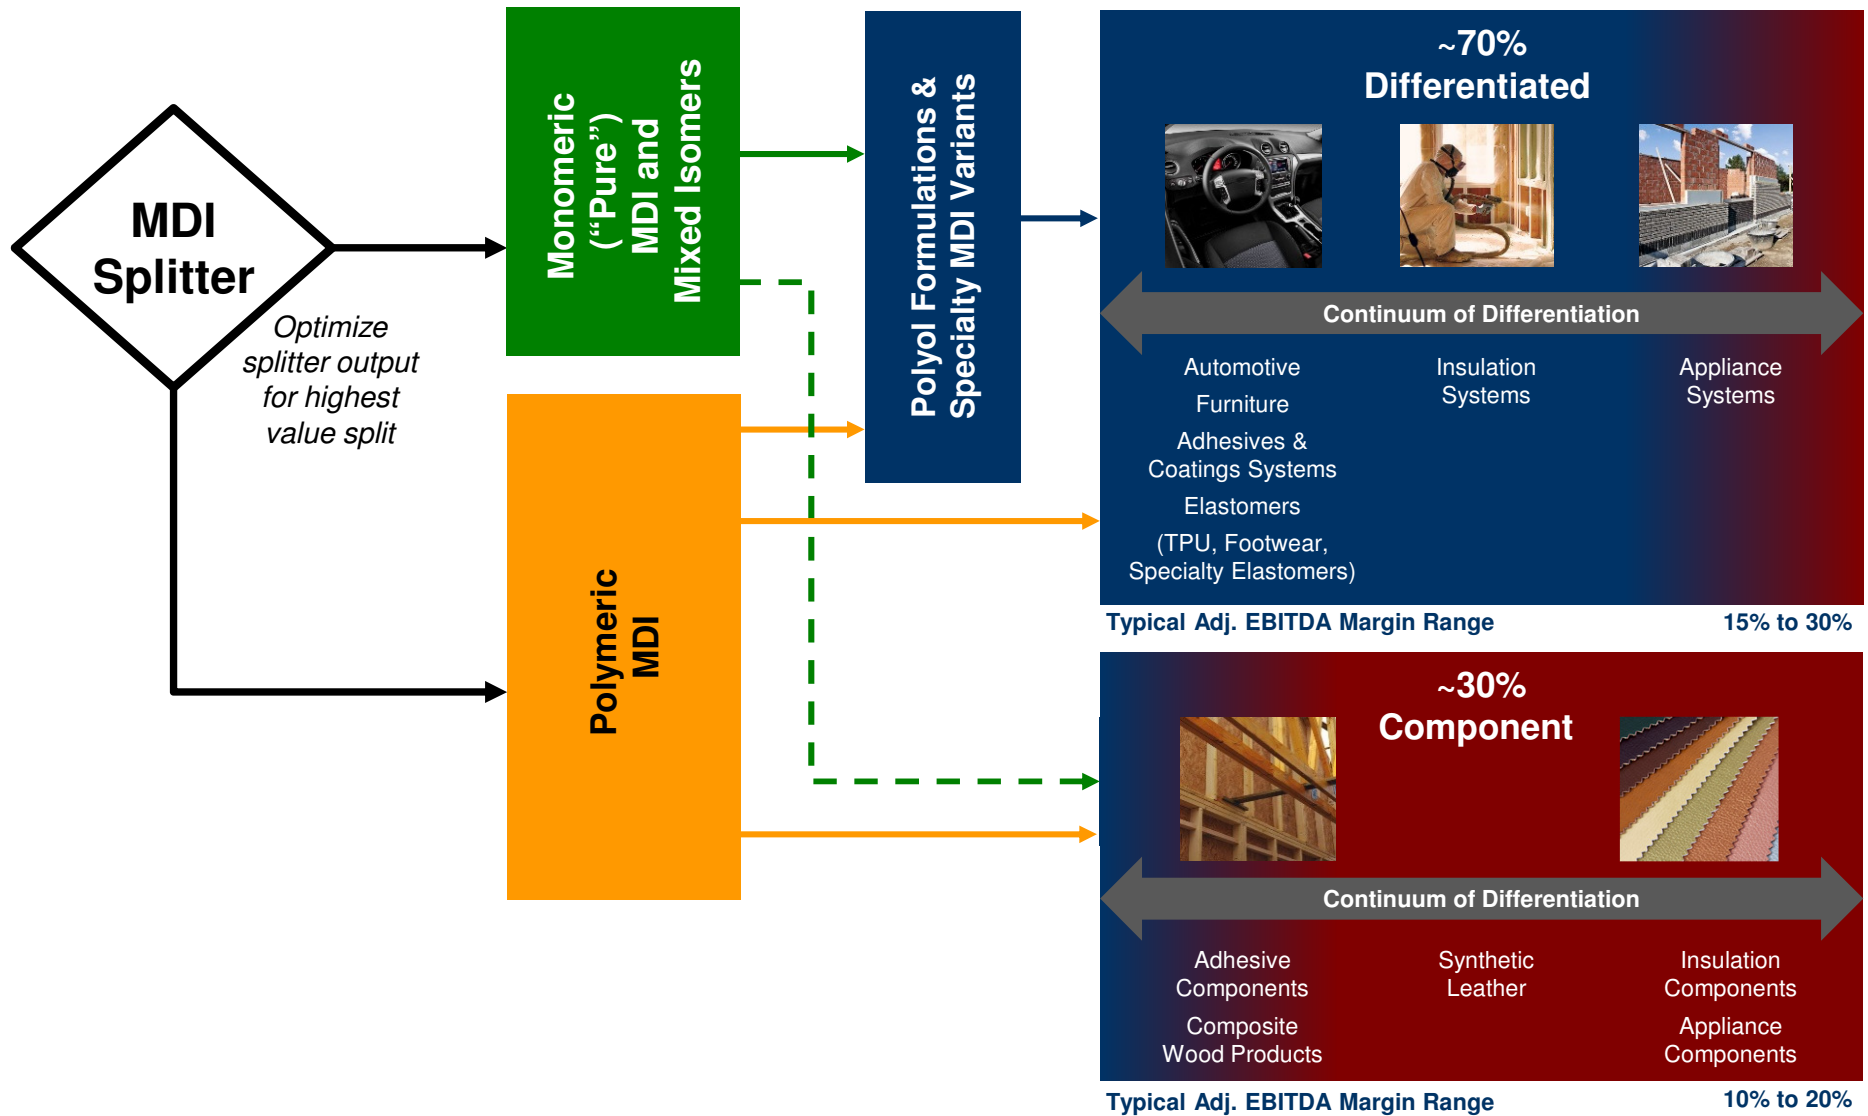 MDI
Splitter
Optimize
splitter output
for highest
value split
Monomeric
(“Pure”)
MDI and
Mixed Isomers
Polymeric
MDI
Polyol Formulations &
Specialty MDI Variants
~70%
Differentiated
Continuum of Differentiation
Automotive
Furniture
Adhesives &
Coatings Systems
Elastomers
(TPU, Footwear,
Specialty Elastomers)
Insulation
Systems
Appliance
Systems
Typical Adj. EBITDA Margin Range
15% to 30%
~30%
Component
Continuum of Differentiation
Adhesive
Components
Composite
Wood Products
Synthetic
Leather
Insulation
Components
Appliance
Components
Typical Adj. EBITDA Margin Range
10% to 20%